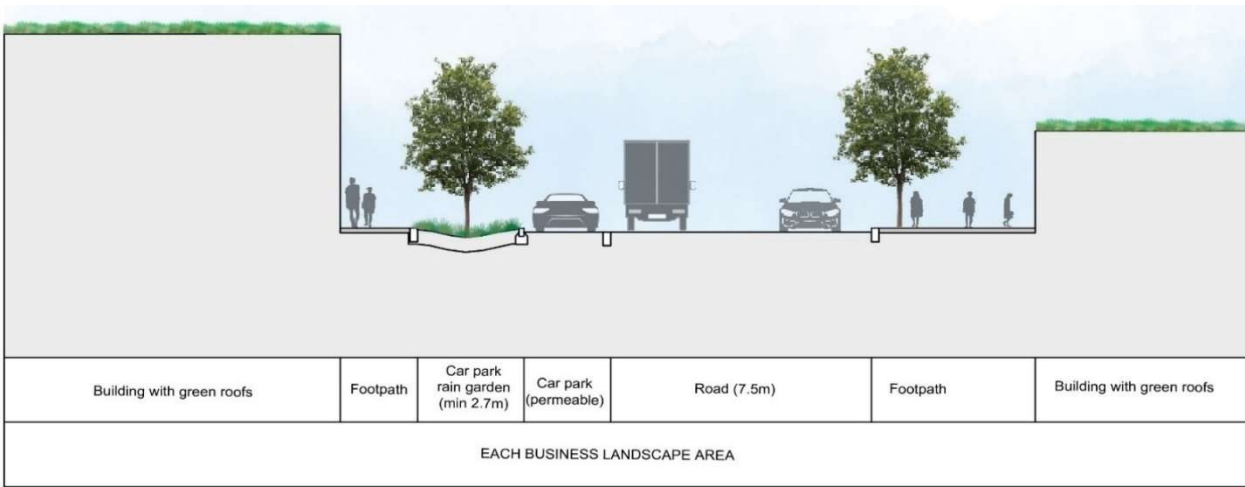 Building with green roofs
Footpath
Car park
rain garden
(min 2.7m)
Car park
(permeable)
Road (7.5m)
Footpath
Building with green roofs
EACH BUSINESS LANDSCAPE AREA